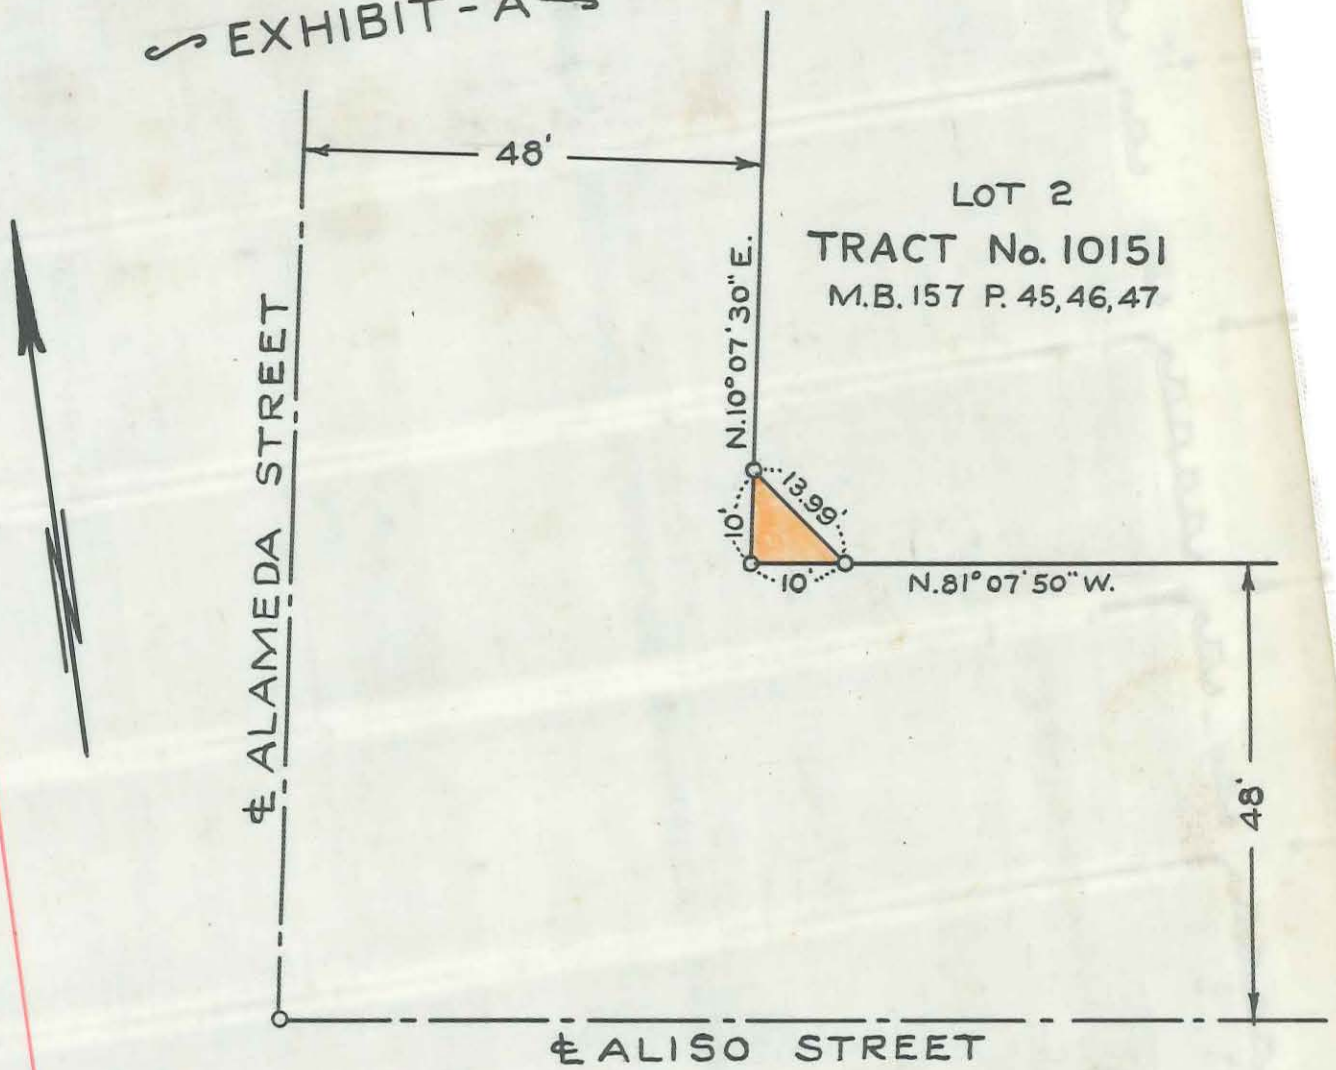 EXHIBIT - A
48'
LOT 2
TRACT No. 10151
M.B. 157 P. 45,46,47
N.10°07'30"E.
℄ ALAMEDA STREET
13.99'
10'
10'
N.81°07'50"W.
48'
℄ ALISO STREET